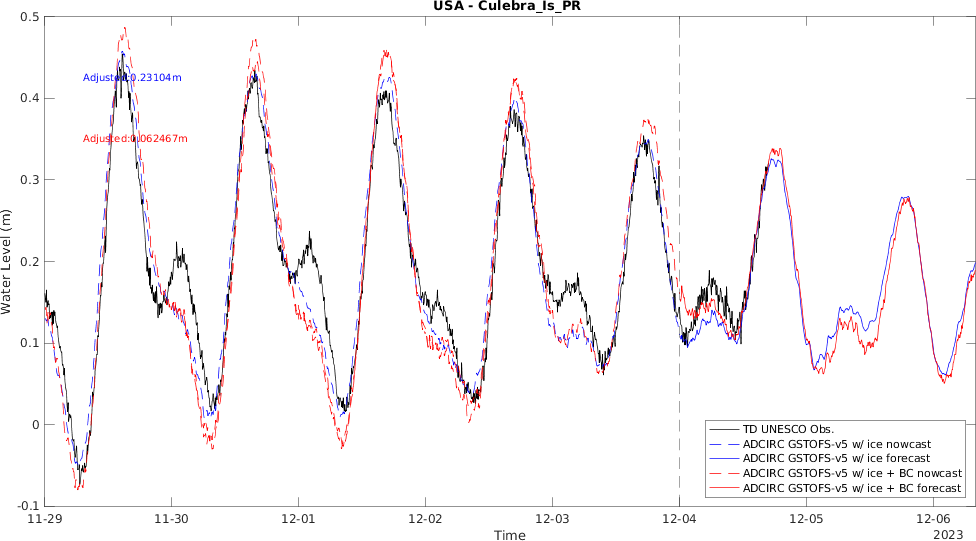 USA - Culebra_Is_PR
0.5
0.4
0.3
0.2
0.1
0
-0.1
Water Level (m)
Adjusted:0.23104m
Adjusted:0.062467m
TD UNESCO Obs.
ADCIRC GSTOFS-v5 w/ ice nowcast
ADCIRC GSTOFS-v5 w/ ice forecast
ADCIRC GSTOFS-v5 w/ ice + BC nowcast
ADCIRC GSTOFS-v5 w/ ice + BC forecast
11-29 11-30 12-01 12-02 12-03 12-04 12-05 12-06
Time
2023